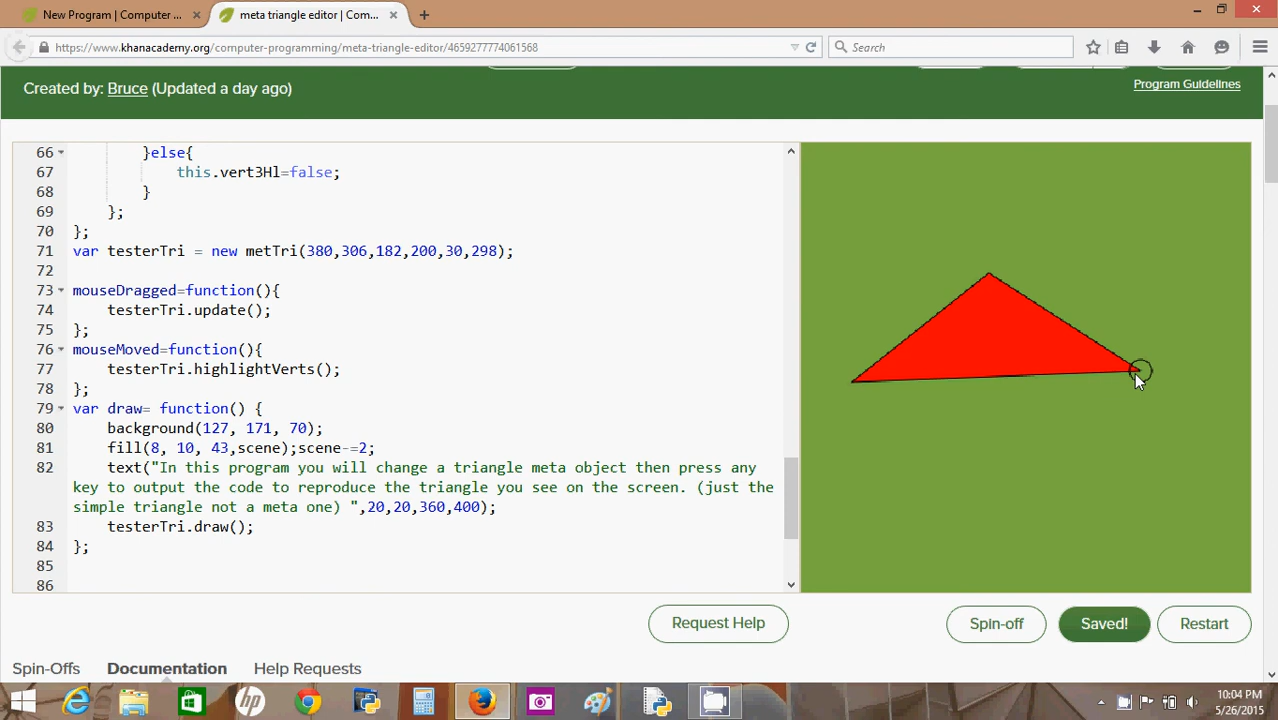 New Program | Computer ...
meta triangle editor | Com...
https://www.khanacademy.org/computer-programming/meta-triangle-editor/4659277774061568
Search
Created by: Bruce (Updated a day ago)
Program Guidelines
66 }else{
67 this.vert3Hl=false;
68 }
69 };
70 };
71 var testerTri = new metTri(380,306,182,200,30,298);
72
73 mouseDragged=function(){
74 testerTri.update();
75 };
76 mouseMoved=function(){
77 testerTri.highlightVerts();
78 };
79 var draw= function() {
80 background(127, 171, 70);
81 fill(8, 10, 43,scene);scene-=2;
82 text("In this program you will change a triangle meta object then press any
key to output the code to reproduce the triangle you see on the screen. (just the
simple triangle not a meta one) ",20,20,360,400);
83 testerTri.draw();
84 };
85
86
Request Help
Spin-off
Saved!
Restart
Spin-Offs
Documentation
Help Requests
hp
10:04 PM
5/26/2015